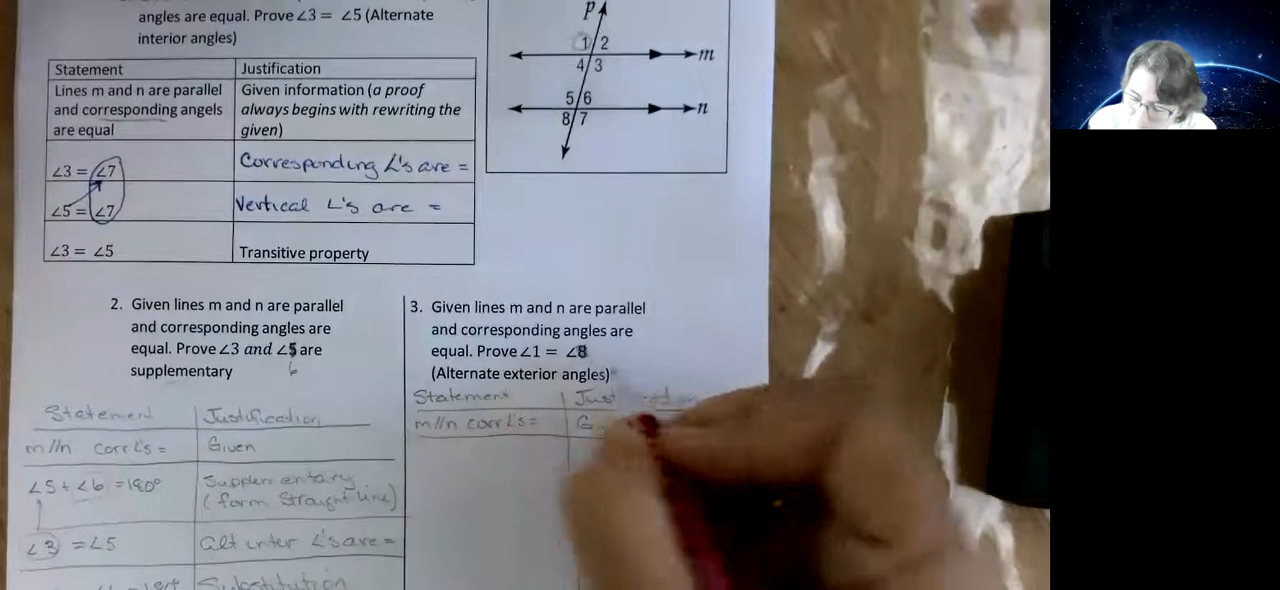 angles are equal. Prove ∠3 = ∠5 (Alternate
interior angles)
Statement Justification
Lines m and n are parallel
and corresponding angels
are equal
Given information (a proof
always begins with rewriting the
given)
∠3 = ∠7 Corresponding L's are =
∠5 = ∠7 Vertical L's are =
∠3 = ∠5 Transitive property
P
1 2
m
4 3
5 6
n
8 7
2. Given lines m and n are parallel
and corresponding angles are
equal. Prove ∠3 and ∠5 are
supplementary 6
Statement Justification
m//n corr L's = Given
∠5 + ∠6 = 180° Supplementary
(form Straight line)
∠3 = ∠5 alt inter L's are =
Substitution
3. Given lines m and n are parallel
and corresponding angles are
equal. Prove ∠1 = ∠8
(Alternate exterior angles)
Statement
m//n corr L's =